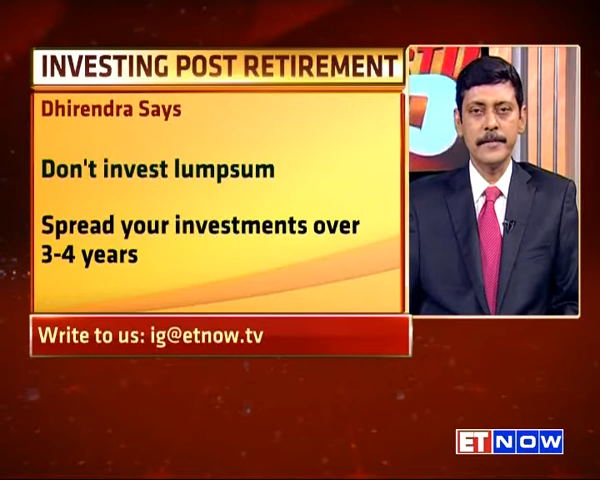 INVESTING POST RETIREMENT
Dhirendra Says
Don't invest lumpsum
Spread your investments over
3-4 years
Write to us: ig@etnow.tv
ET NOW